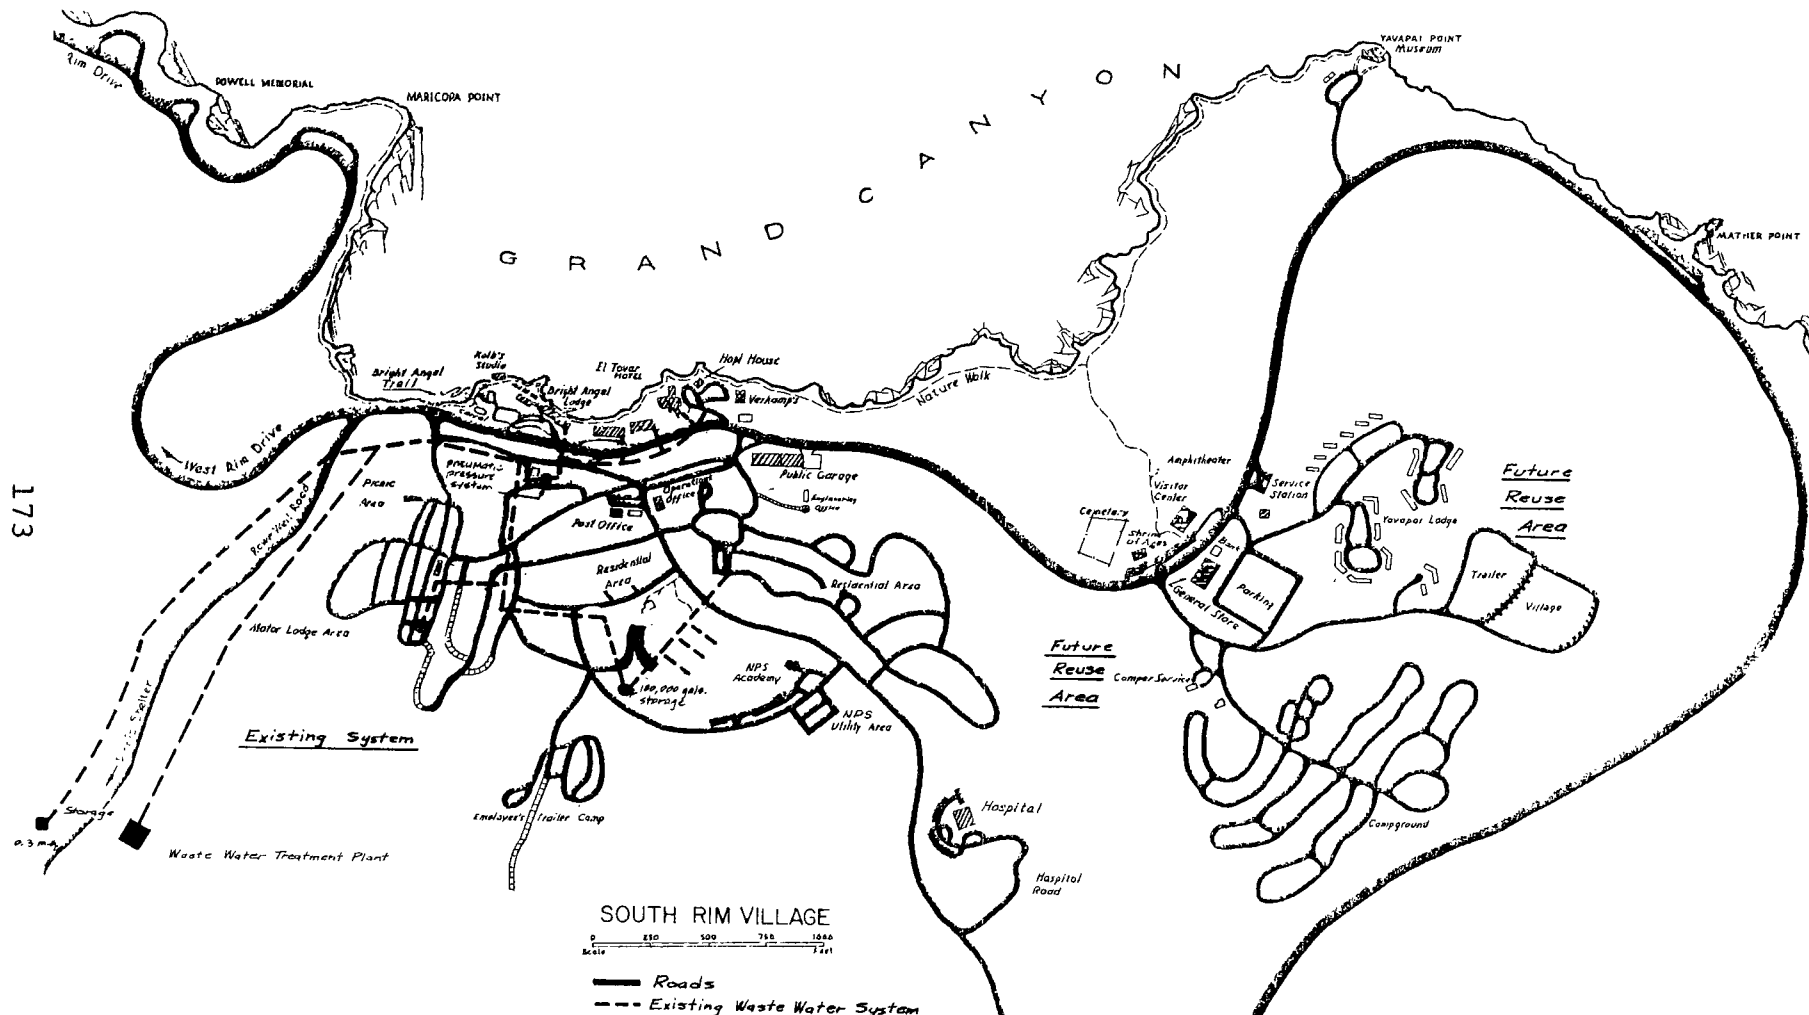 YAVAPAI POINT
Museum
Rim Drive
POWELL MEMORIAL
MARICOPA POINT
GRAND CANYON
MATHER POINT
Kolb's
Studio
El Tovar
HOTEL
Hopi House
Bright Angel
Trail
Bright Angel
Lodge
Verkamp's
Nature Walk
West Rim Drive
Pneumatic
pressure
system
Public Garage
Operations
Office
Engineering
Office
Picnic
Area
Post Office
Amphitheater
Visitor
Center
Service
Station
Future
Reuse
Area
Cemetery
Shrine
of Ages
Yavapai Lodge
Bank
General Store
Parking
Trailer
Village
173
Residential
Area
Residential Area
Motor Lodge Area
NPS
Academy
Future
Reuse
Area
Camper Service
storage
NPS
Utility Area
Existing System
Storage
Waste Water Treatment Plant
Employee's Trailer Camp
Hospital
Campground
Hospital
Road
SOUTH RIM VILLAGE
0 250 500 750 1000
Scale Feet
Roads
Existing Waste Water System